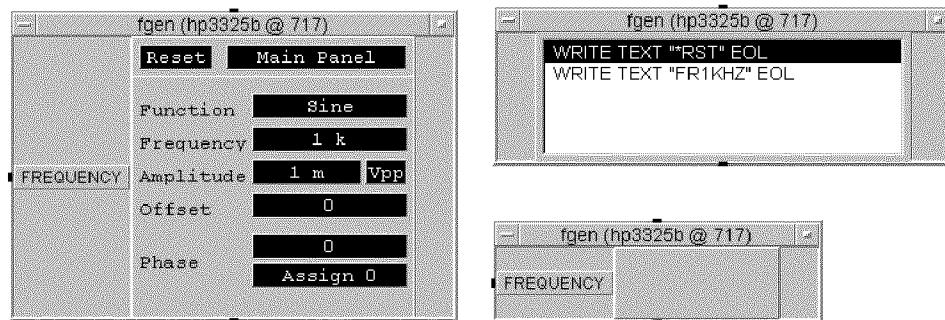 fgen (hp3325b @ 717)
Reset Main Panel
Function Sine
Frequency 1 k
FREQUENCY Amplitude 1 m Vpp
Offset 0
0
Phase
Assign 0
fgen (hp3325b @ 717)
WRITE TEXT "*RST" EOL
WRITE TEXT "FR1KHZ" EOL
fgen (hp3325b @ 717)
FREQUENCY